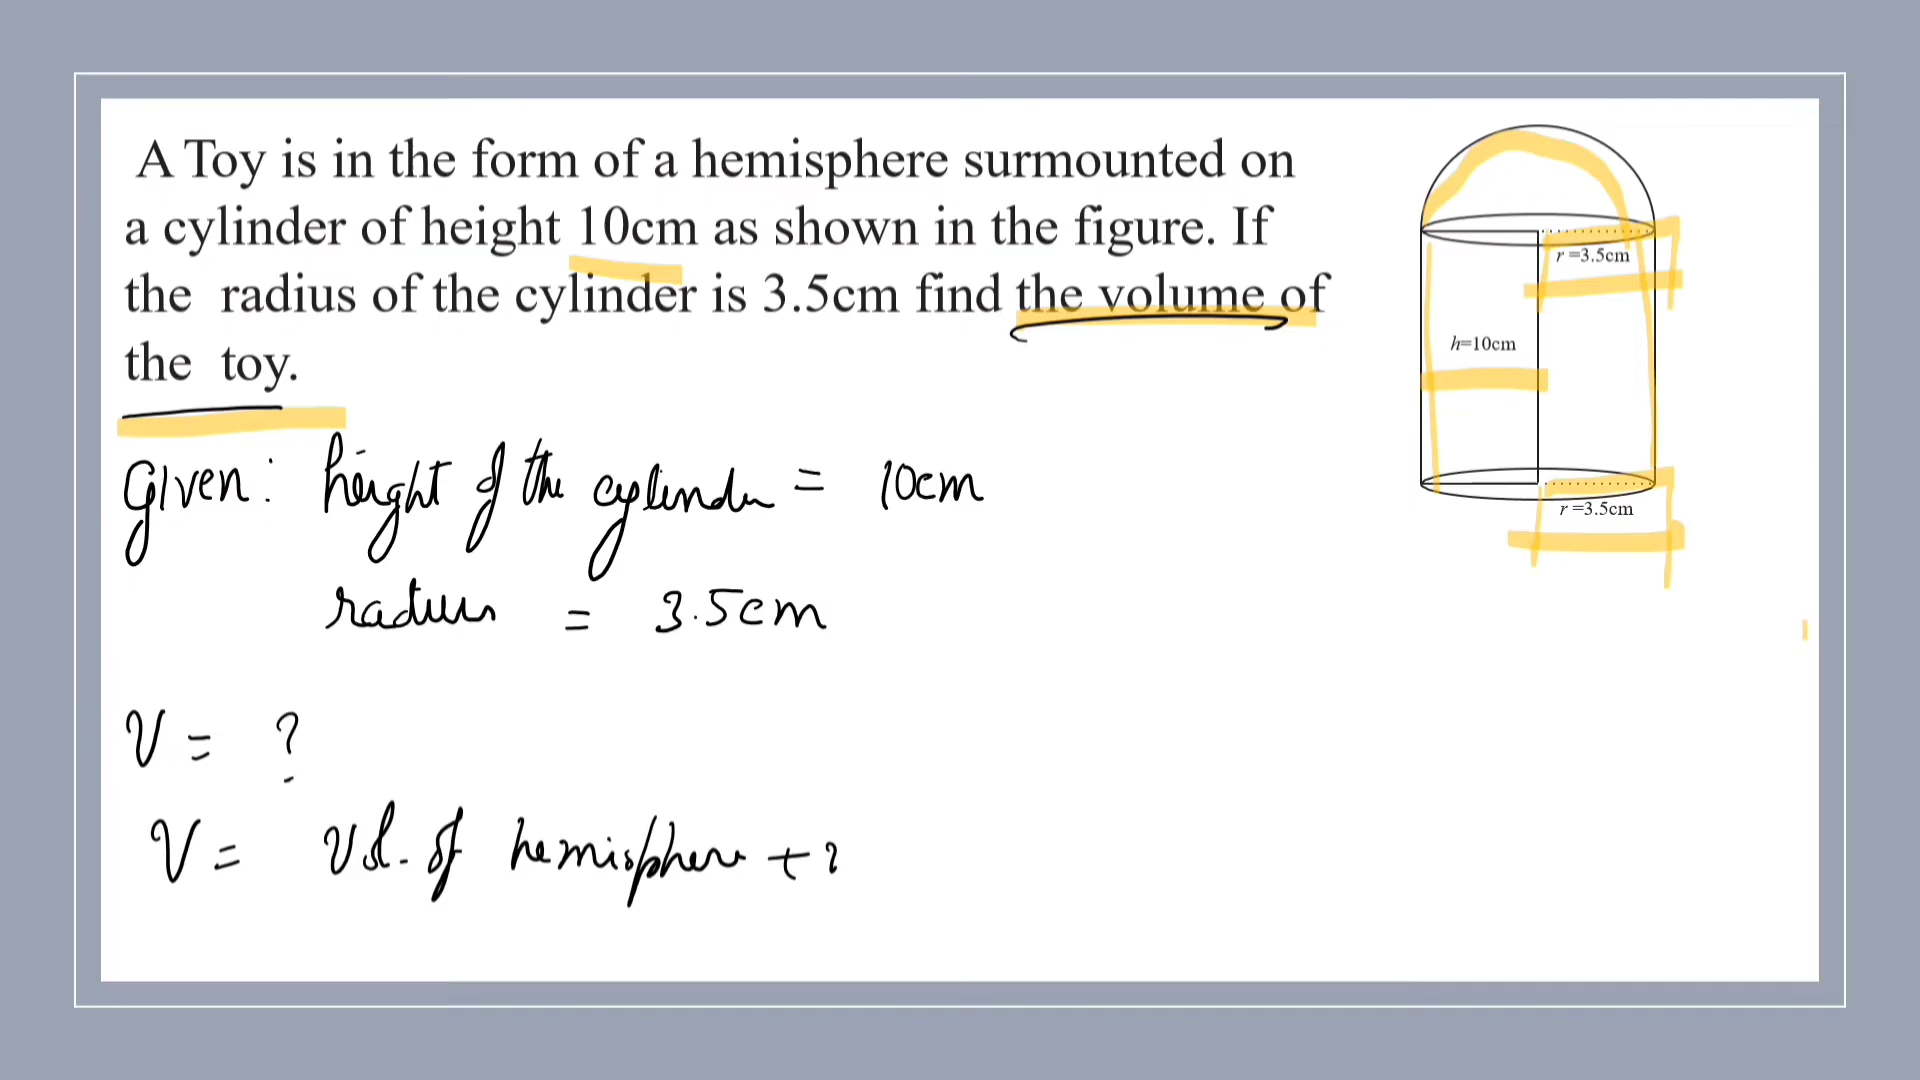 A Toy is in the form of a hemisphere surmounted on
a cylinder of height 10cm as shown in the figure. If
the radius of the cylinder is 3.5cm find the volume of
the toy.
r =3.5cm
h=10cm
r =3.5cm
Given: height of the cylinder = 10cm
radius = 3.5cm
V = ?
V = Vol. of hemisphere +